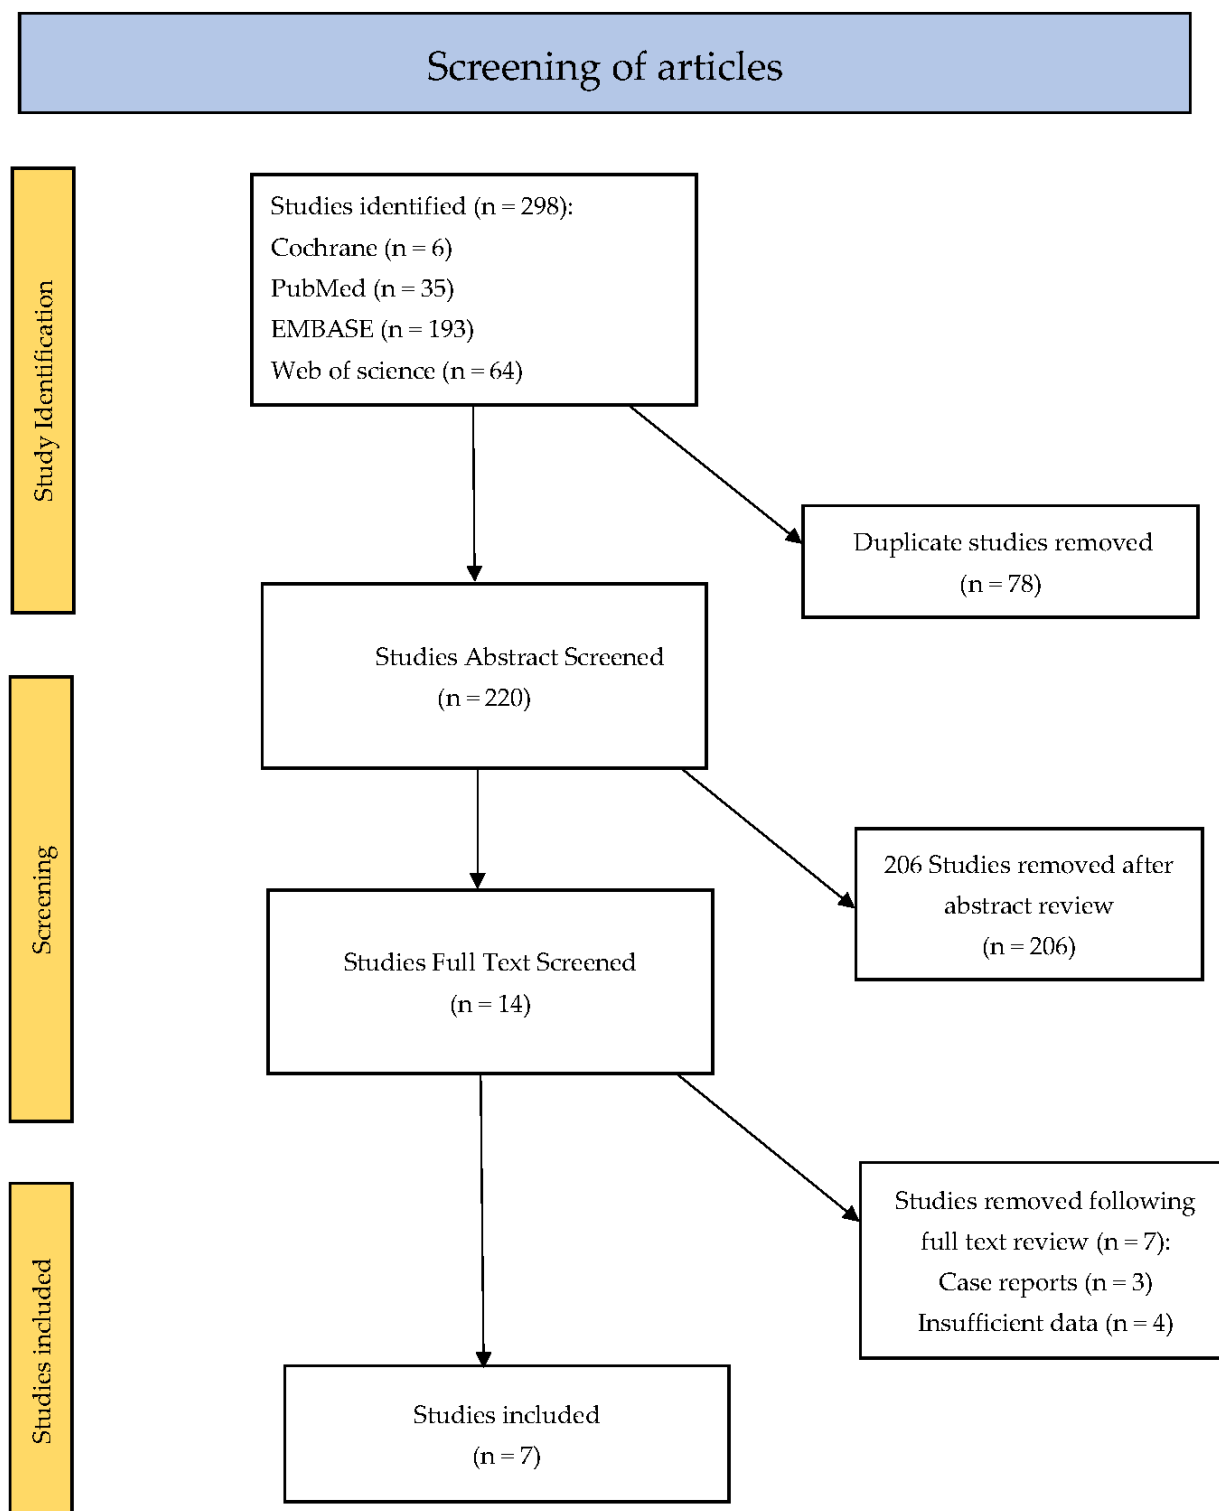 Screening of articles
Study Identification
Studies identified (n = 298):
Cochrane (n = 6)
PubMed (n = 35)
EMBASE (n = 193)
Web of science (n = 64)
Duplicate studies removed
(n = 78)
Screening
Studies Abstract Screened
(n = 220)
206 Studies removed after
abstract review
(n = 206)
Studies Full Text Screened
(n = 14)
Studies included
Studies removed following
full text review (n = 7):
Case reports (n = 3)
Insufficient data (n = 4)
Studies included
(n = 7)